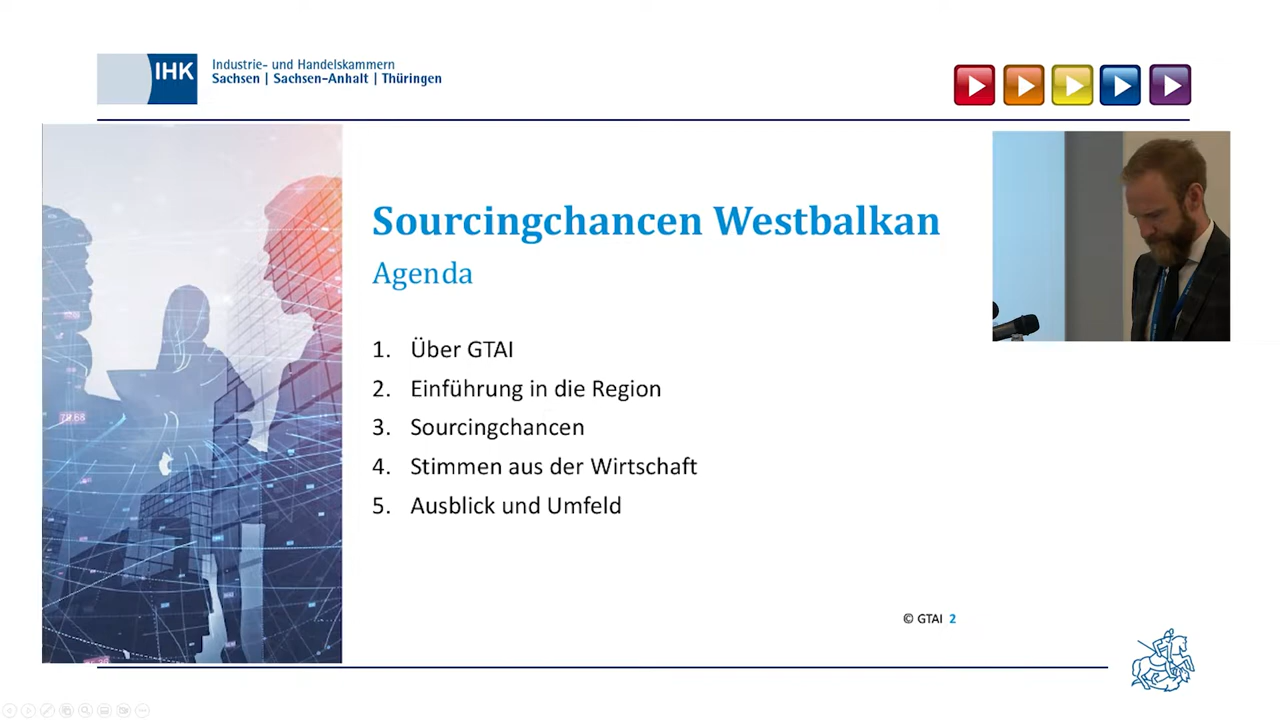 IHK
Industrie- und Handelskammern
Sachsen | Sachsen-Anhalt | Thüringen
Sourcingchancen Westbalkan
Agenda
1. Über GTAI
2. Einführung in die Region
3. Sourcingchancen
4. Stimmen aus der Wirtschaft
5. Ausblick und Umfeld
© GTAI 2